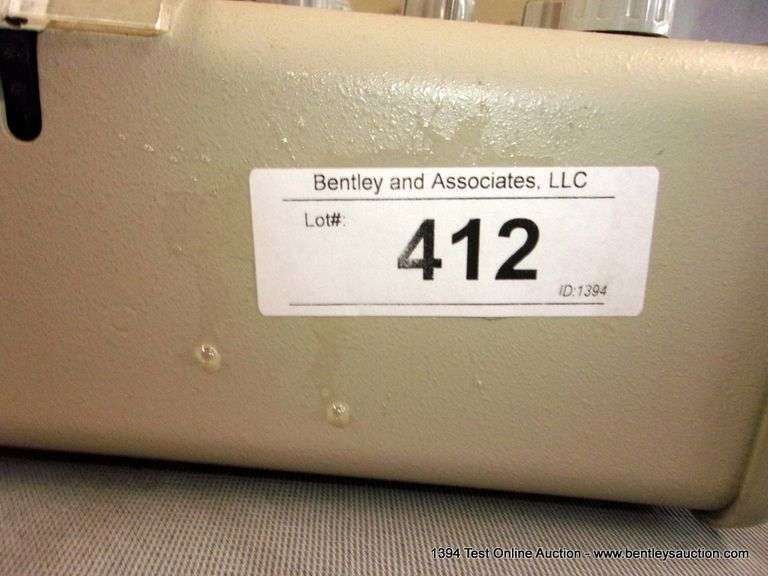 Bentley and Associates, LLC
Lot#:
412
ID:1394
1394 Test Online Auction - www.bentleysauction.com